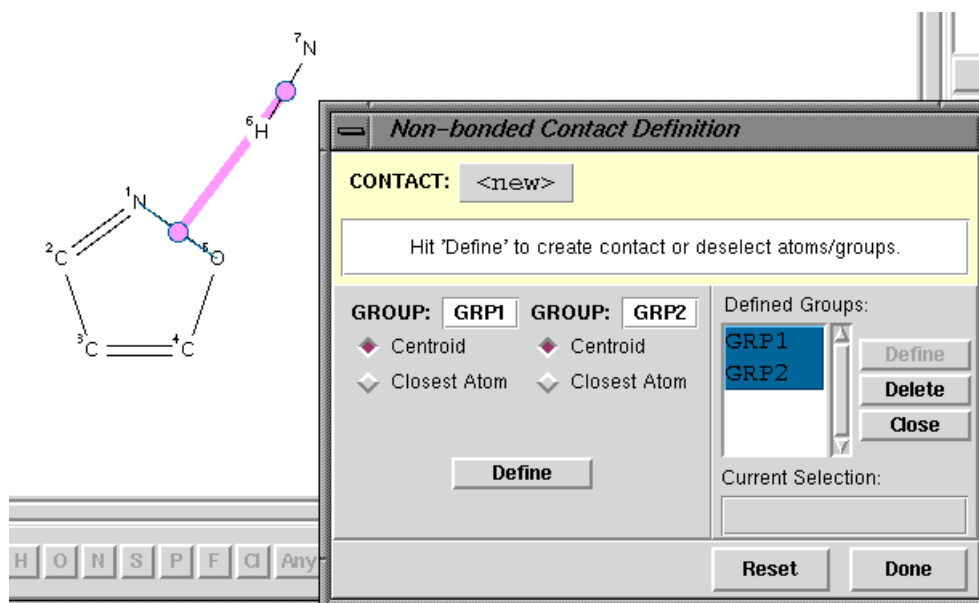 7N
6H
1N
2C
5O
3C
4C
Non-bonded Contact Definition
CONTACT: <new>
Hit 'Define' to create contact or deselect atoms/groups.
GROUP: GRP1 GROUP: GRP2
Centroid Centroid
Closest Atom Closest Atom
Define
Defined Groups:
GRP1
GRP2
Define
Delete
Close
Current Selection:
H O N S P F Cl Any
Reset Done